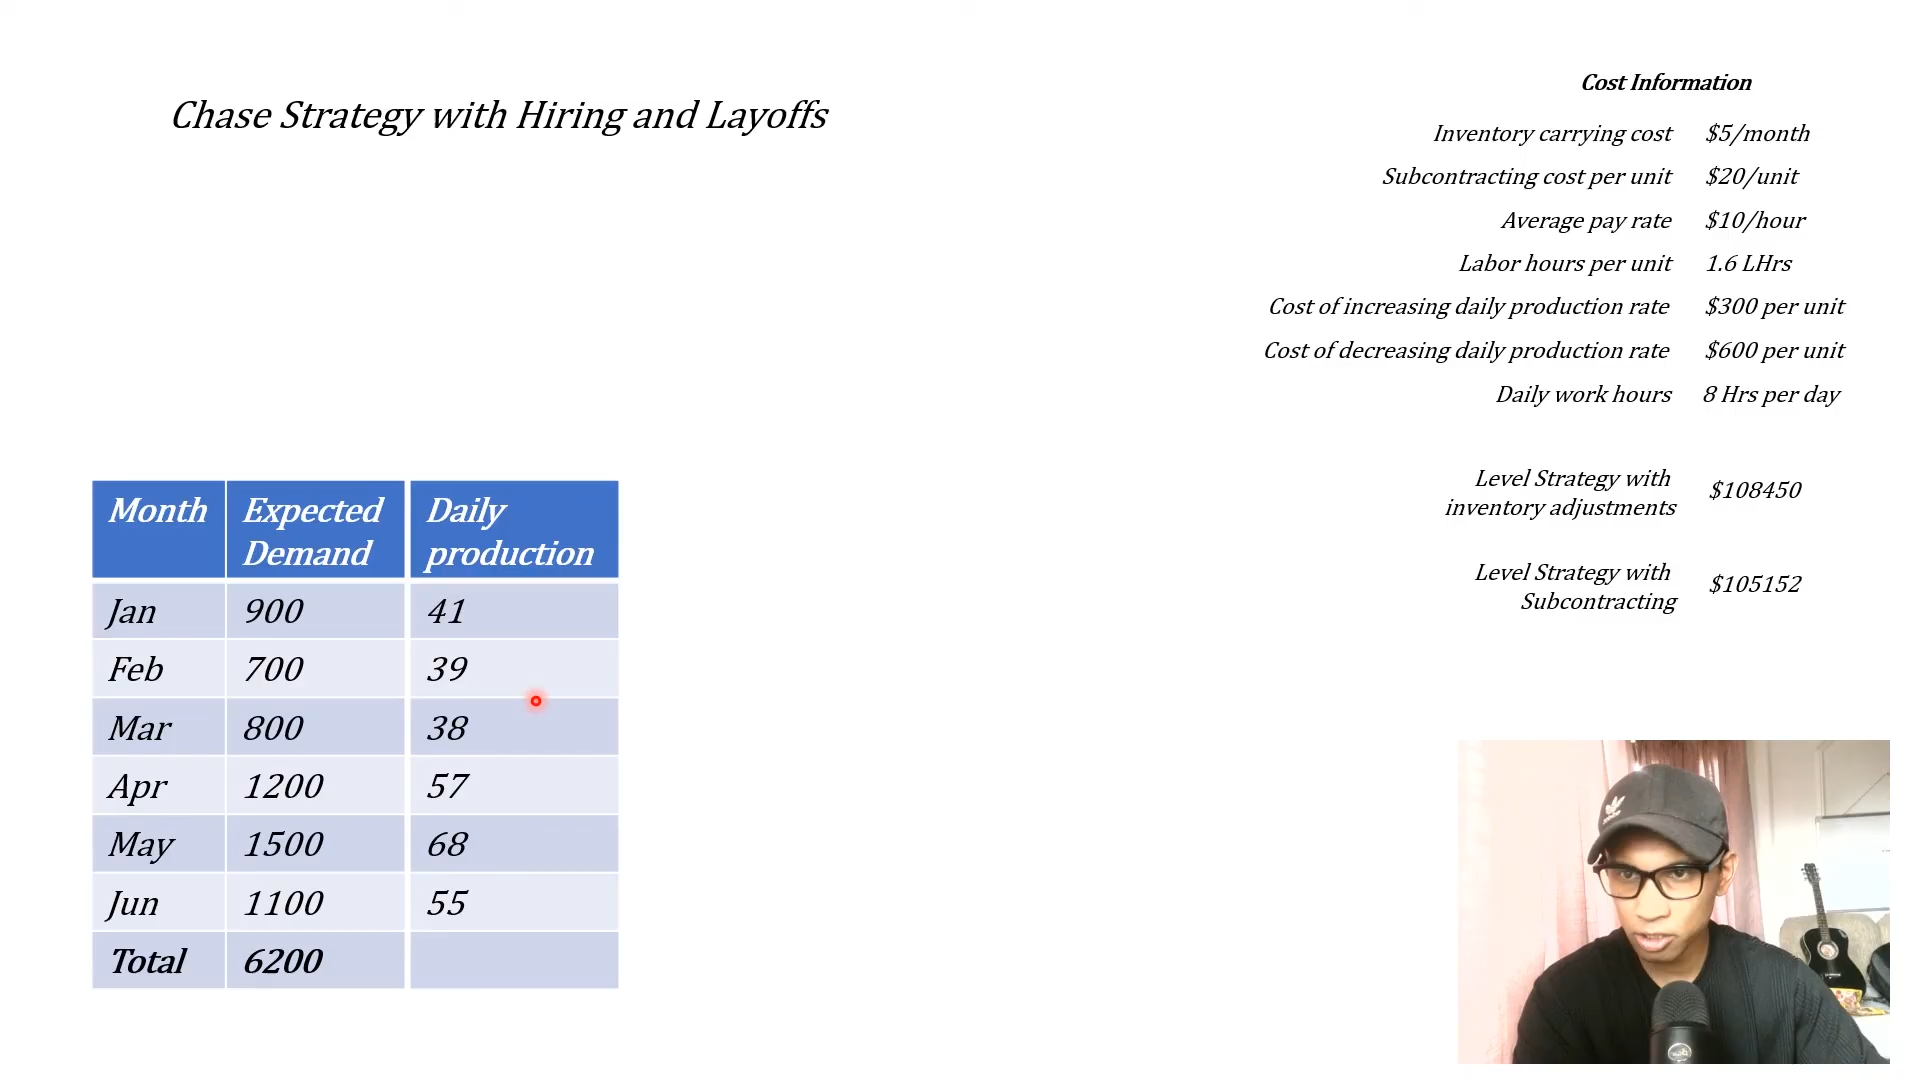 Chase Strategy with Hiring and Layoffs
Cost Information
Inventory carrying cost $5/month
Subcontracting cost per unit $20/unit
Average pay rate $10/hour
Labor hours per unit 1.6 LHrs
Cost of increasing daily production rate $300 per unit
Cost of decreasing daily production rate $600 per unit
Daily work hours 8 Hrs per day
Level Strategy with
inventory adjustments $108450
Level Strategy with
Subcontracting $105152
Month Expected Demand Daily production
Jan 900 41
Feb 700 39
Mar 800 38
Apr 1200 57
May 1500 68
Jun 1100 55
Total 6200